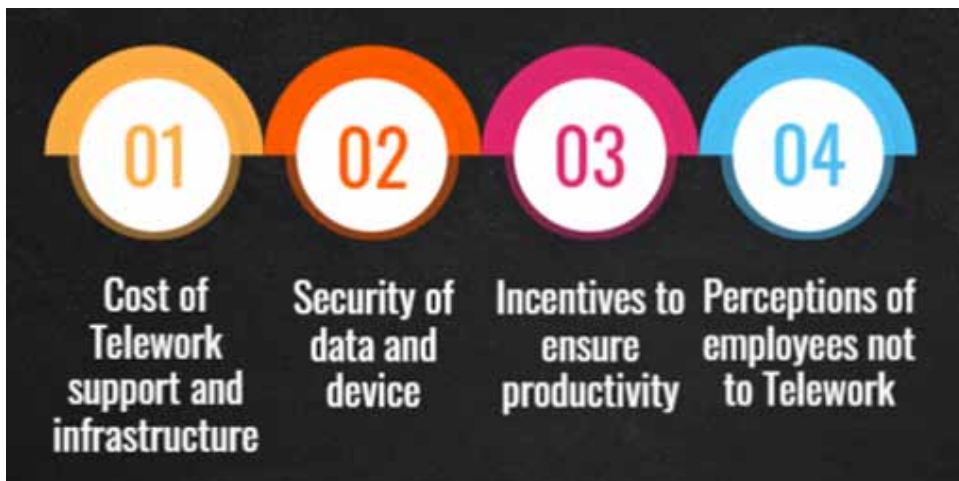 01
Cost of
Telework
support and
infrastructure
02
Security of
data and
device
03
Incentives to
ensure
productivity
04
Perceptions of
employees not
to Telework